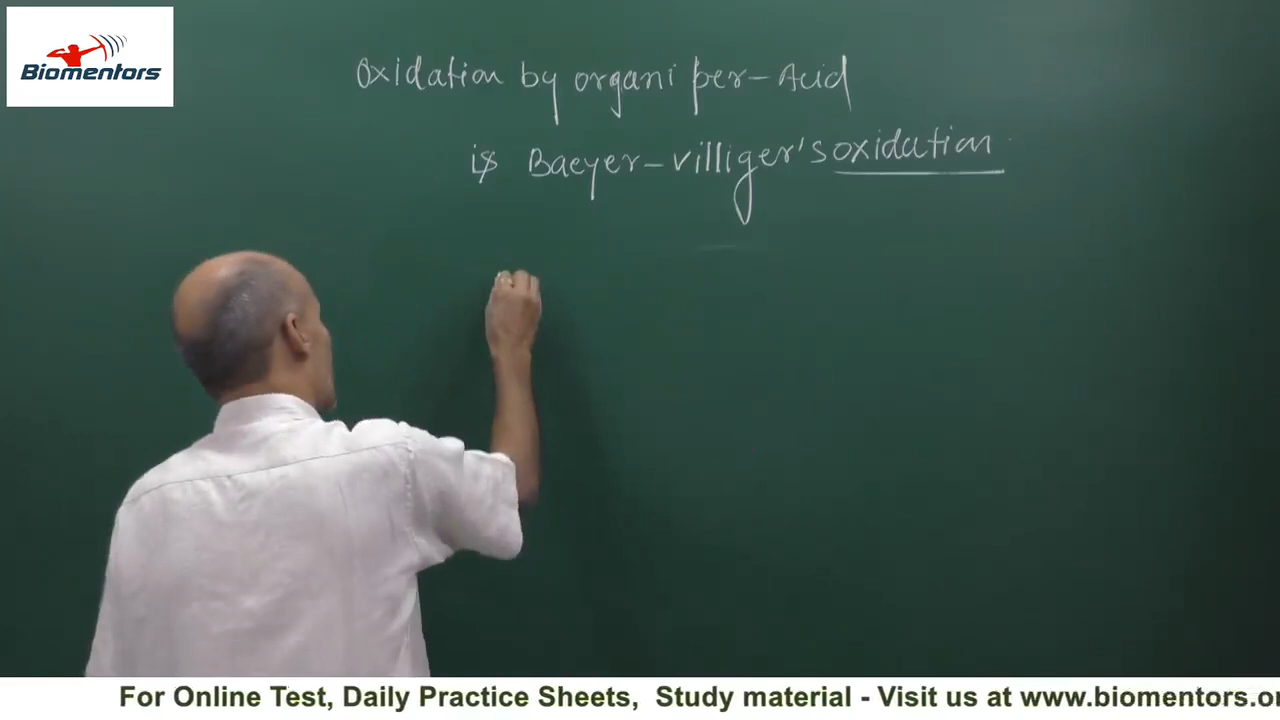 Biomentors
Oxidation by organi per-Acid
is Baeyer-villiger's oxidation
For Online Test, Daily Practice Sheets, Study material - Visit us at www.biomentors.or